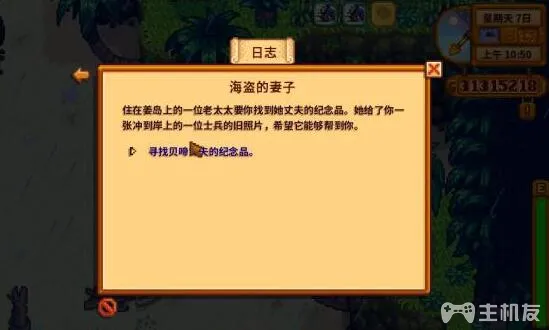 星期天 7日
上午 10:50
31315218
日志
海盗的妻子
住在姜岛上的一位老太太要你找到她丈夫的纪念品。她给了你一
张冲到岸上的一位士兵的旧照片，希望它能够帮到你。
寻找贝啼丈夫的纪念品。
E
主机友